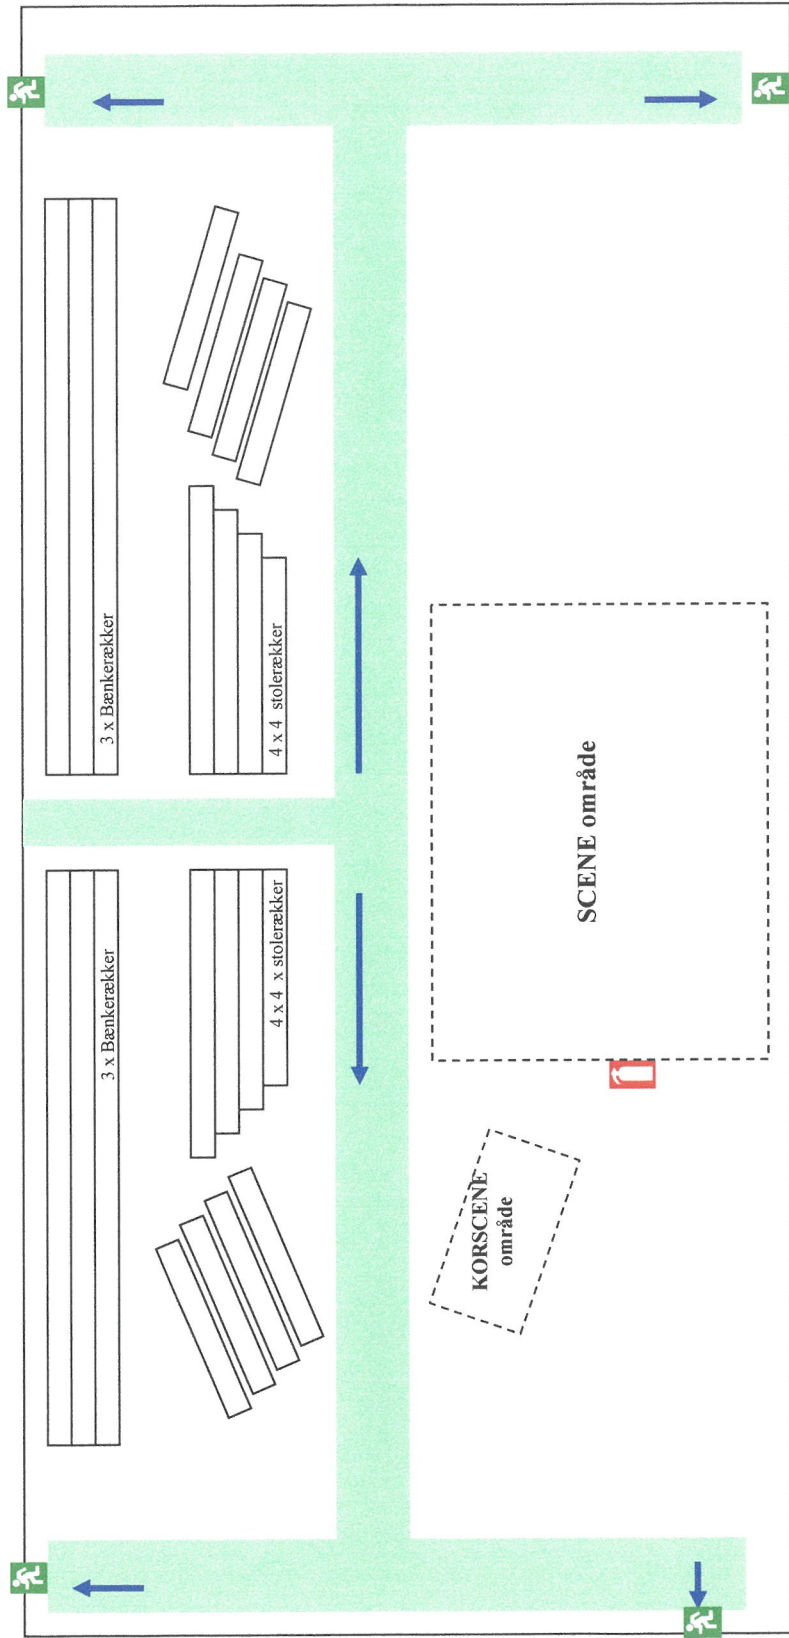 3 x Bænkerækker
3 x Bænkerækker
4 x 4 x stolerækker
4 x 4 stolerækker
KORSCENE
område
SCENE område